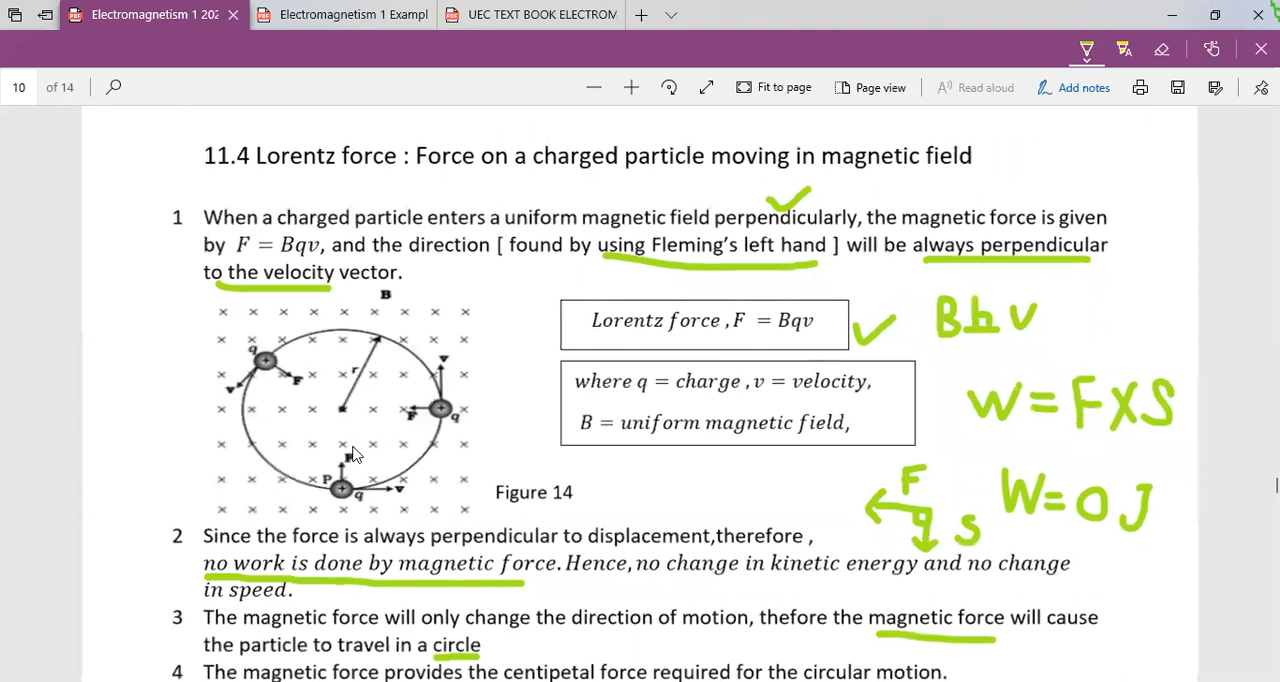 Electromagnetism 1 202
Electromagnetism 1 Exampl
UEC TEXT BOOK ELECTROM
10 of 14
Fit to page
Page view
Read aloud
Add notes
11.4 Lorentz force : Force on a charged particle moving in magnetic field
1 When a charged particle enters a uniform magnetic field perpendicularly, the magnetic force is given
by F = Bqv, and the direction [ found by using Fleming's left hand ] will be always perpendicular
to the velocity vector.
B
q
F
v
r
v
F
q
P
F
q
v
Figure 14
Lorentz force , F = Bqv
where q = charge , v = velocity,
B = uniform magnetic field,
B h v
W = F X S
F
q
S
W = 0 J
2 Since the force is always perpendicular to displacement,therefore ,
no work is done by magnetic force. Hence, no change in kinetic energy and no change
in speed.
3 The magnetic force will only change the direction of motion, thefore the magnetic force will cause
the particle to travel in a circle
4 The magnetic force provides the centipetal force required for the circular motion.